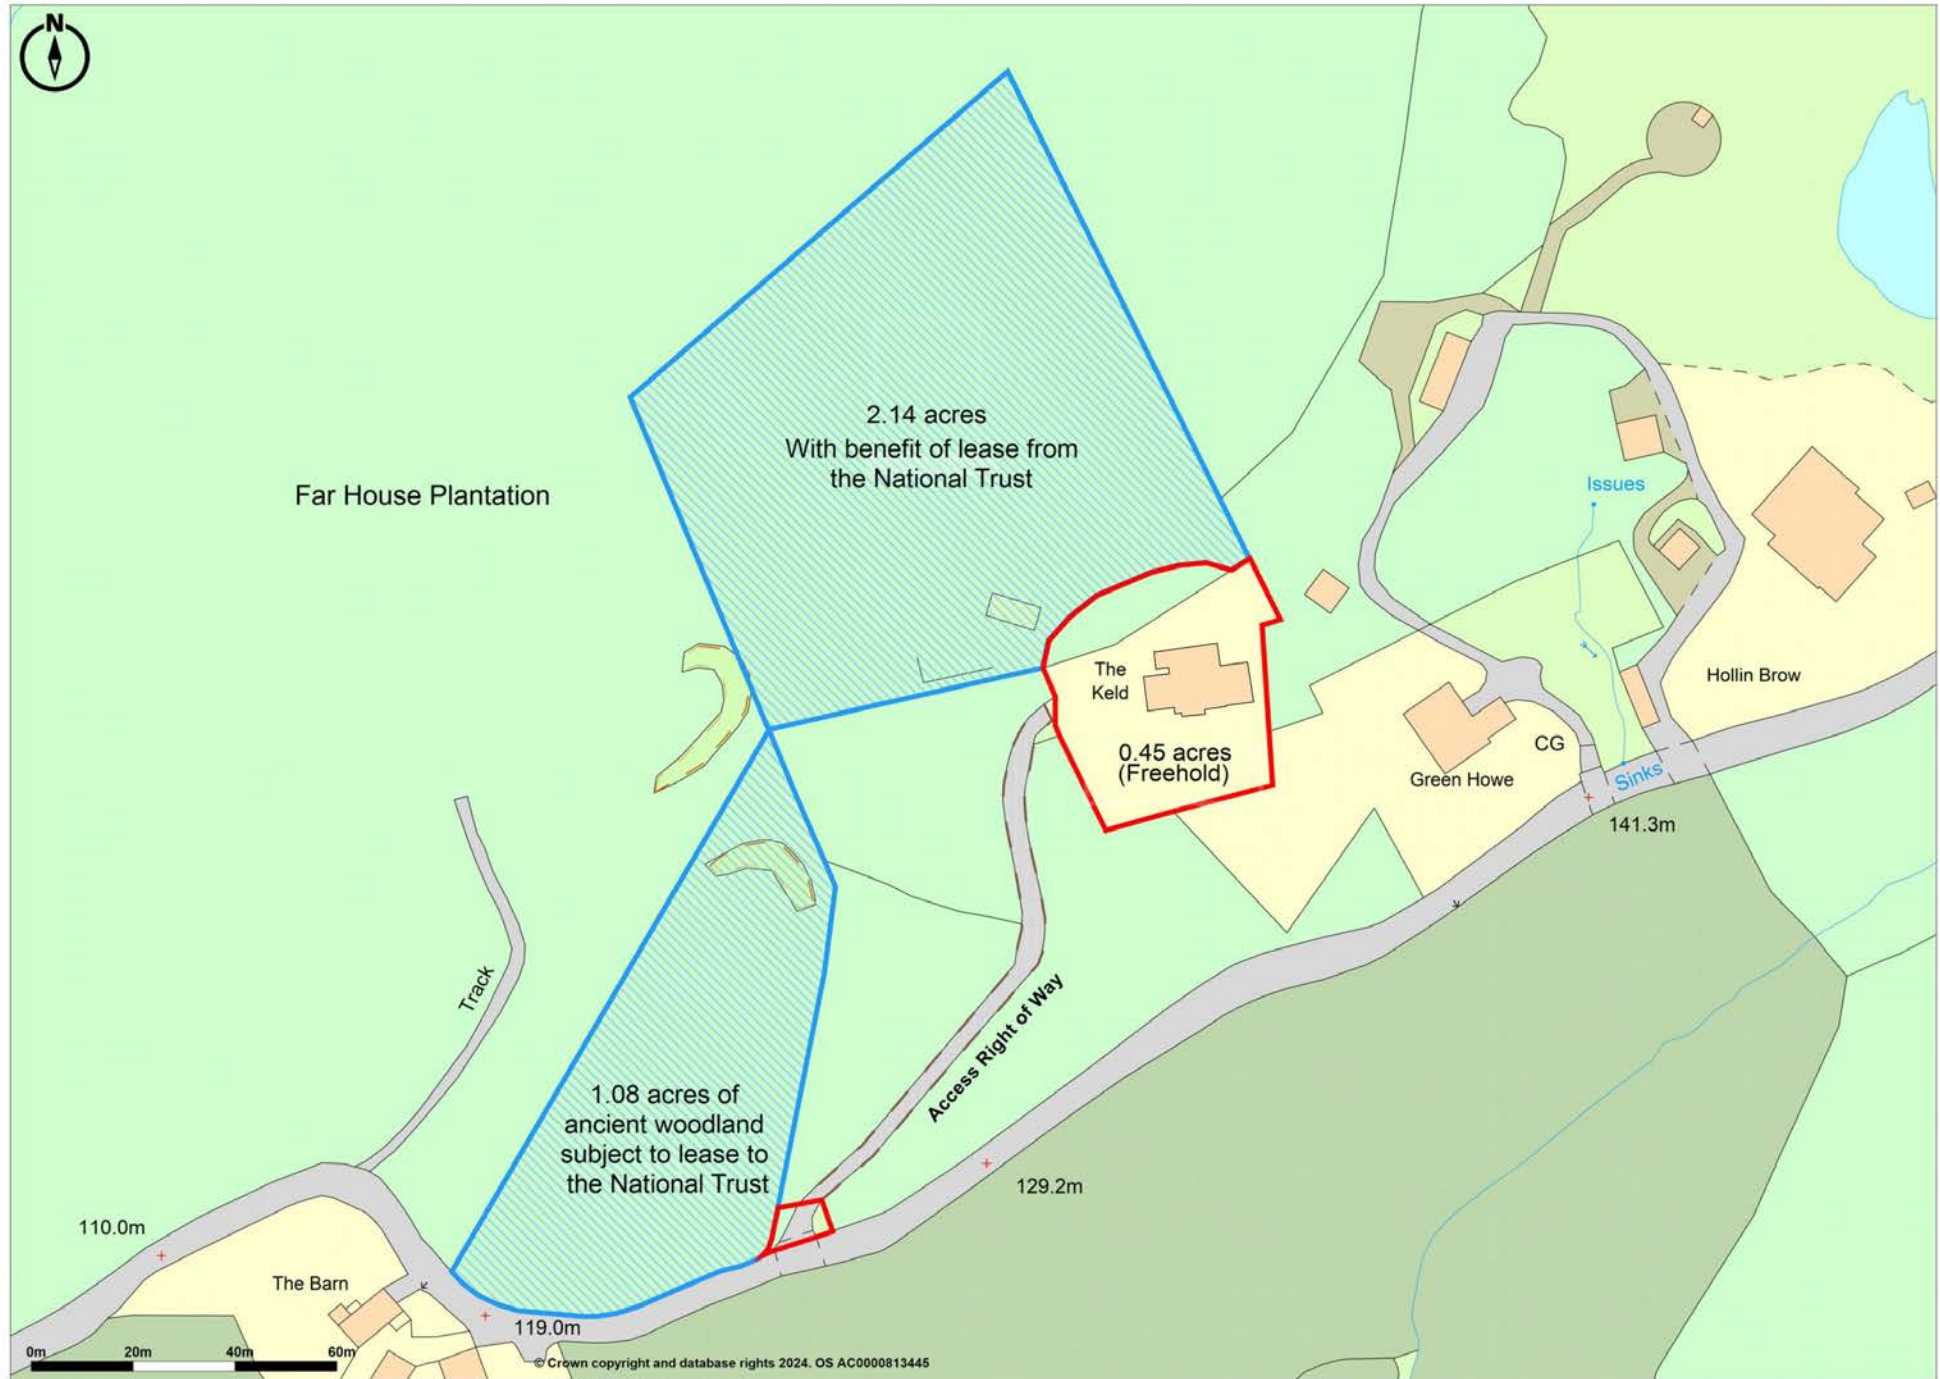 N
2.14 acres
With benefit of lease from
the National Trust
Far House Plantation
Issues
The
Keld
Hollin Brow
0.45 acres
(Freehold)
CG
Green Howe
Sinks
141.3m
Track
Access Right of Way
1.08 acres of
ancient woodland
subject to lease to
the National Trust
129.2m
110.0m
The Barn
119.0m
0m 20m 40m 60m
© Crown copyright and database rights 2024. OS AC0000813445